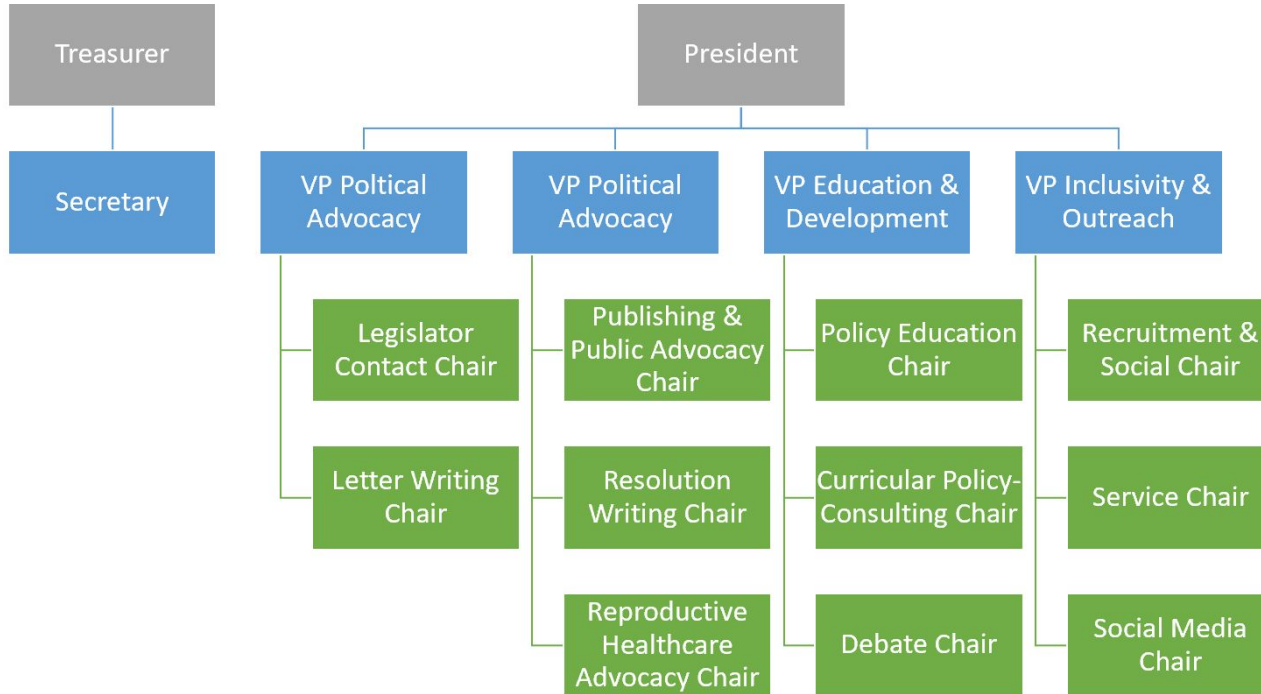 Treasurer
President
Secretary
VP Poltical
Advocacy
VP Political
Advocacy
VP Education &
Development
VP Inclusivity &
Outreach
Legislator
Contact Chair
Publishing &
Public Advocacy
Chair
Policy Education
Chair
Recruitment &
Social Chair
Letter Writing
Chair
Resolution
Writing Chair
Curricular Policy-
Consulting Chair
Service Chair
Reproductive
Healthcare
Advocacy Chair
Debate Chair
Social Media
Chair